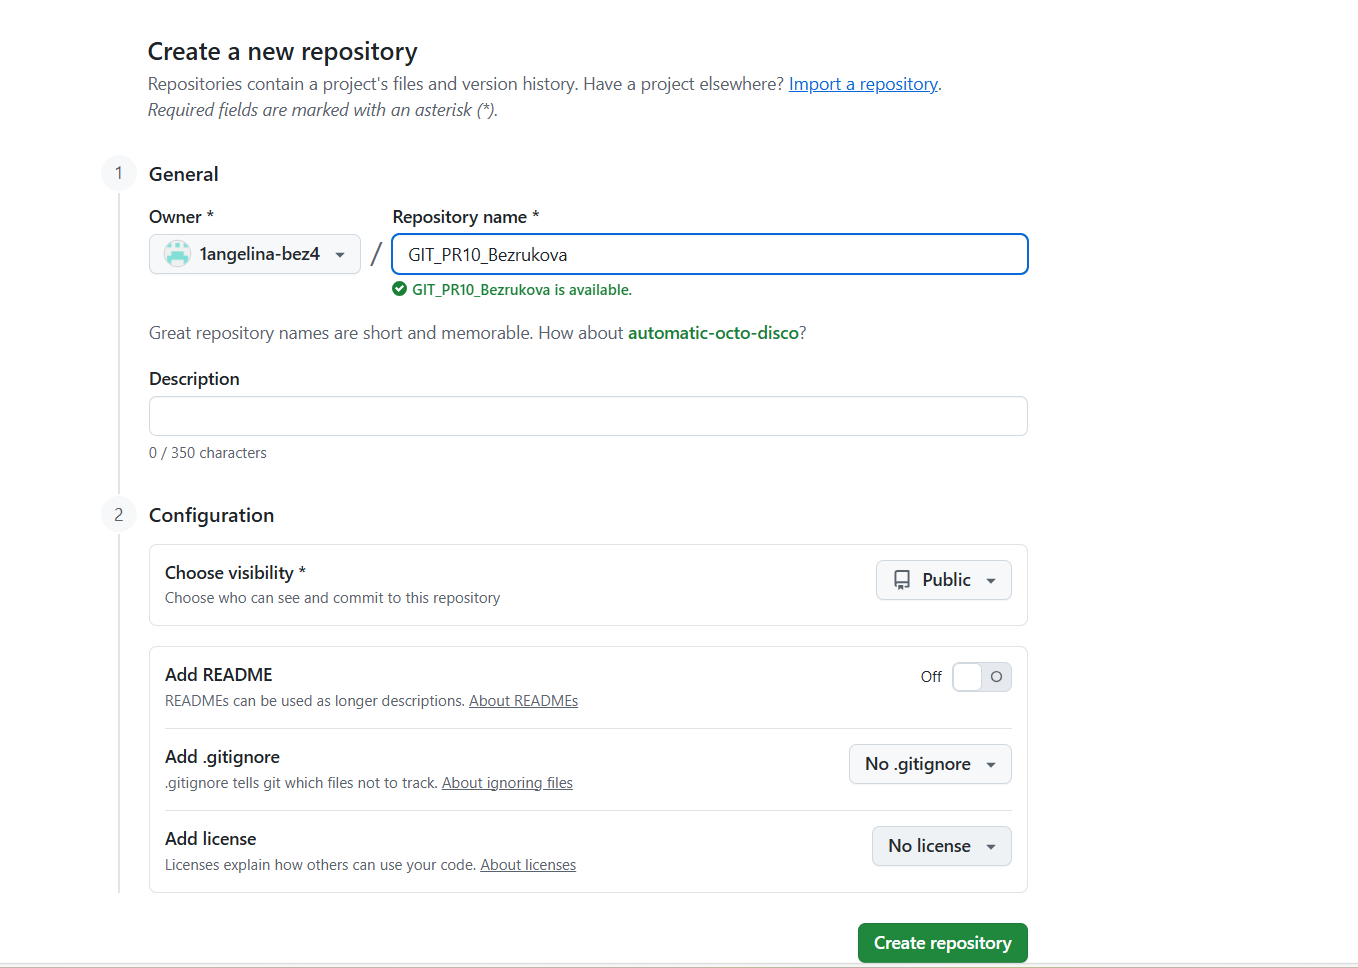 Create a new repository
Repositories contain a project's files and version history. Have a project elsewhere? Import a repository.
Required fields are marked with an asterisk (*).
1
General
Owner *
Repository name *
1angelina-bez4
/
GIT_PR10_Bezrukova
GIT_PR10_Bezrukova is available.
Great repository names are short and memorable. How about automatic-octo-disco?
Description
0 / 350 characters
2
Configuration
Choose visibility *
Choose who can see and commit to this repository
Public
Add README
READMEs can be used as longer descriptions. About READMEs
Off
Add .gitignore
.gitignore tells git which files not to track. About ignoring files
No .gitignore
Add license
Licenses explain how others can use your code. About licenses
No license
Create repository